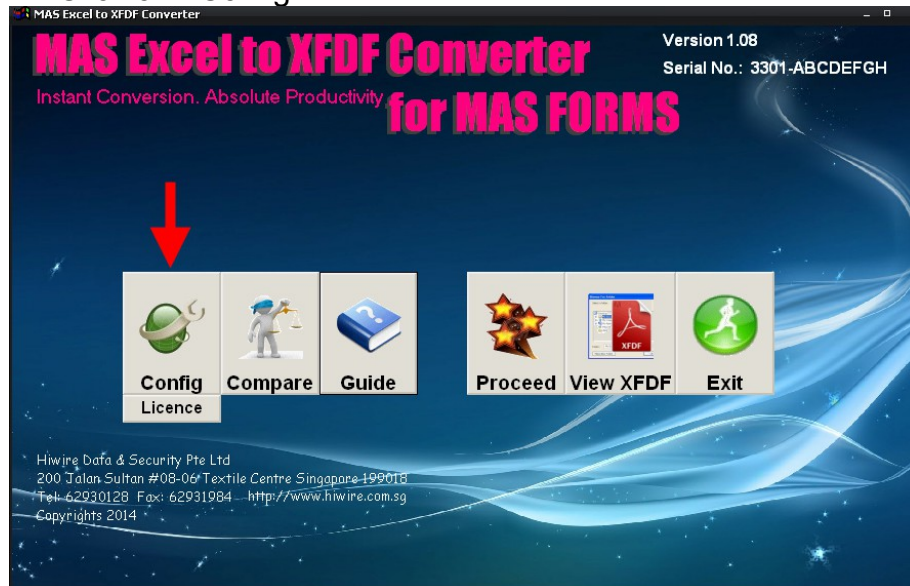 MAS Excel to XFDF Converter
MAS Excel to XFDF Converter
for MAS FORMS
Instant Conversion. Absolute Productivity
Version 1.08
Serial No.: 3301-ABCDEFGH
Config
Compare
Guide
Proceed
View XFDF
Exit
XFDF
Licence
Hiwire Data & Security Pte Ltd
200 Jalan Sultan #08-06 Textile Centre Singapore 199018
Tel: 62930128 Fax: 62931984 http://www.hiwire.com.sg
Copyrights 2014